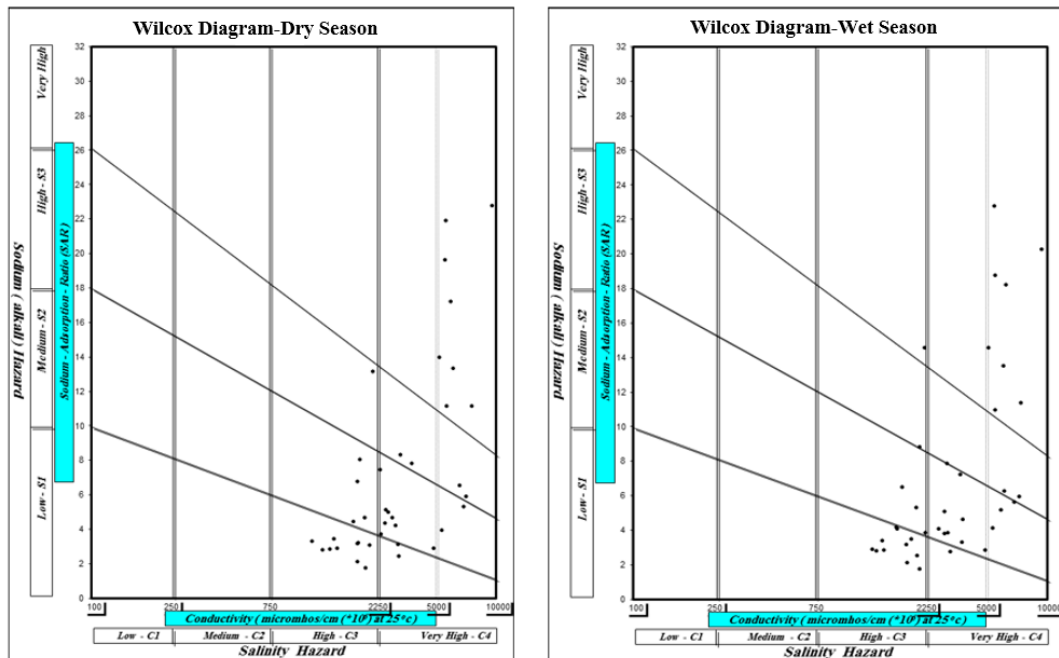 Wilcox Diagram-Dry Season
32
30
28
26
24
22
20
18
16
14
12
10
8
6
4
2
0
Very High
High - S3
Medium - S2
Low - S1
Sodium ( alkali ) Hazard
Sodium - Adsorption - Ratio (SAR)
100
250
750
2250
5000
10000
Conductivity ( micromhos/cm (*10⁶) at 25°c
Low - C1
Medium - C2
High - C3
Very High - C4
Salinity Hazard
Wilcox Diagram-Wet Season
32
30
28
26
24
22
20
18
16
14
12
10
8
6
4
2
0
Very High
High - S3
Medium - S2
Low - S1
Sodium ( alkali ) Hazard
Sodium - Adsorption - Ratio (SAR)
100
250
750
2250
5000
10000
Conductivity ( micromhos/cm (*10⁶) at 25°c
Low - C1
Medium - C2
High - C3
Very High - C4
Salinity Hazard